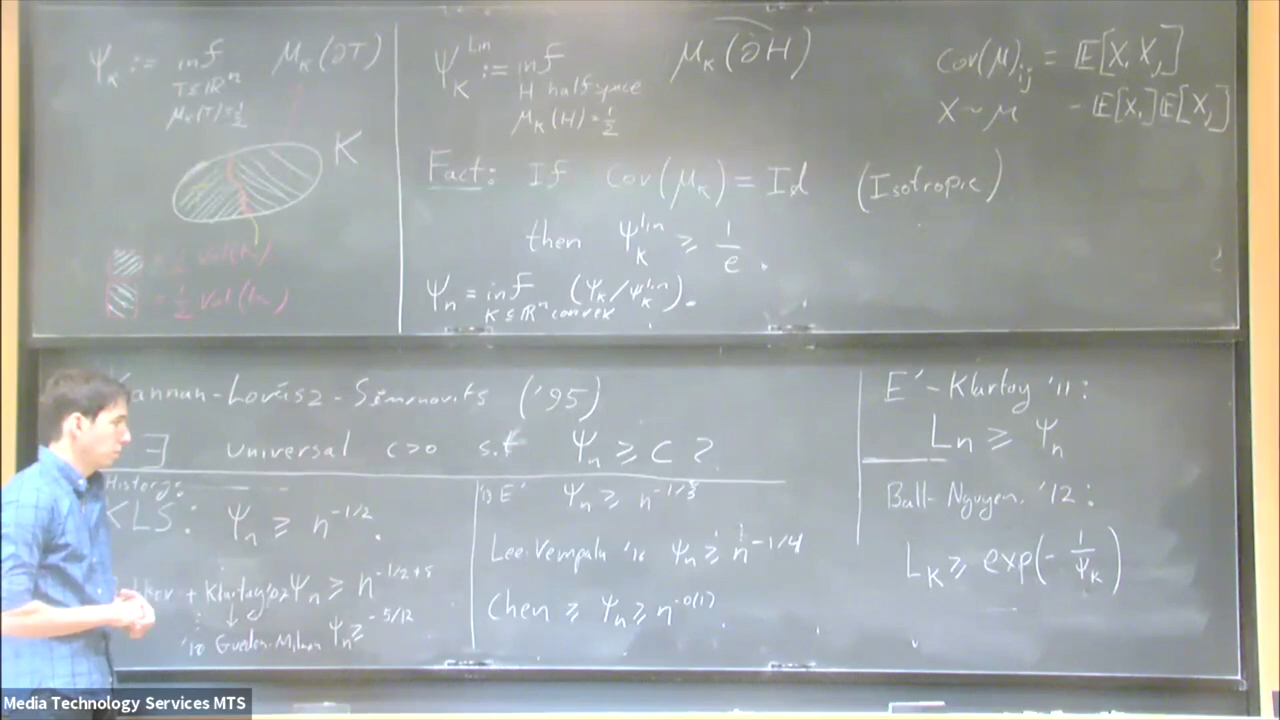 Ψ_K := inf μ_K(∂T)
T⊆ℝⁿ
μ_K(T)=½
K
= ½ Vol(K)
= ½ Vol(K)
Ψ_K^Lin := inf μ_K(∂H)
H halfspace
μ_K(H)=½
Fact: If Cov(μ_K) = Id (Isotropic)
then Ψ_K^lin ≥ 1/e.
Ψ_n = inf (Ψ_K/Ψ_K^lin).
K⊆ℝⁿ convex
Cov(μ)_ij = 𝔼[X_i X_j]
X∼μ - 𝔼[X_i]𝔼[X_j]
Kannan-Lovász-Simonovits ('95)
∃ universal c>0 s.t Ψ_n ≥ C ?
History:
KLS: Ψ_n ≥ n^{-1/2}.
+ Klartag Ψ_n ≥ n^{-1/2+δ}
'10 Guedon-Milman Ψ_n ≥ ^{-5/12}
'13 E' Ψ_n ≥ n^{-1/3}
Lee-Vempala '16 Ψ_n ≥ n^{-1/4}
Chen ≥ Ψ_n ≥ n^{-o(1)}.
E'-Klartag '11:
L_n ≥ Ψ_n
Ball-Nguyen '12:
L_K ≥ exp(-1/Ψ_K)
Media Technology Services MTS